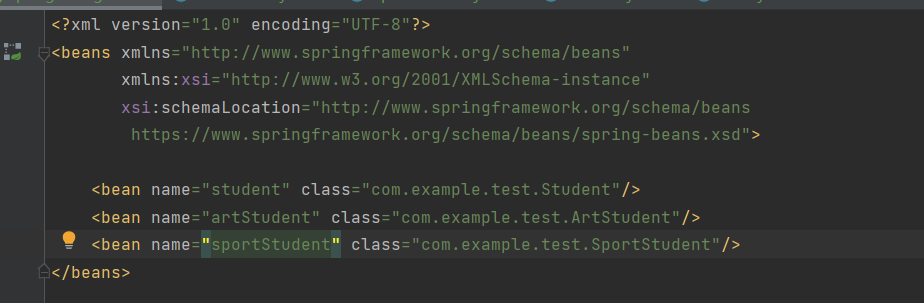 <?xml version="1.0" encoding="UTF-8"?>
<beans xmlns="http://www.springframework.org/schema/beans"
       xmlns:xsi="http://www.w3.org/2001/XMLSchema-instance"
       xsi:schemaLocation="http://www.springframework.org/schema/beans
        https://www.springframework.org/schema/beans/spring-beans.xsd">
    <bean name="student" class="com.example.test.Student"/>
    <bean name="artStudent" class="com.example.test.ArtStudent"/>
    <bean name="sportStudent" class="com.example.test.SportStudent"/>
</beans>